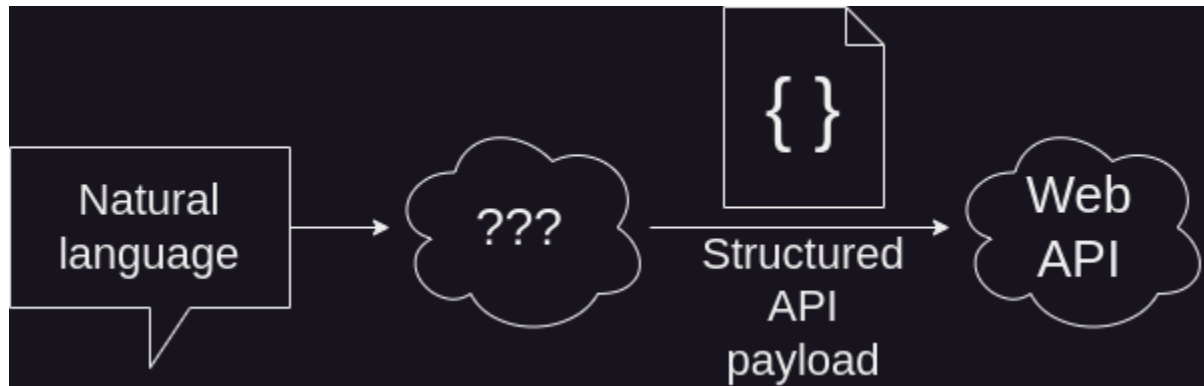 Natural
language
???
{ }
Structured
API
payload
Web
API